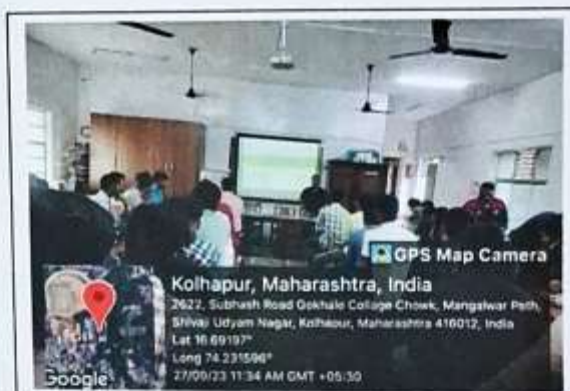 GPS Map Camera
Kolhapur, Maharashtra, India
2622, Subhash Road Gokhale Collage Chowk, Mangalwar Peth,
Shivaji Udyam Nagar, Kolhapur, Maharashtra 416012, India
Lat 16.69197°
Long 74.231596°
27/09/23 11:34 AM GMT +05:30
Google